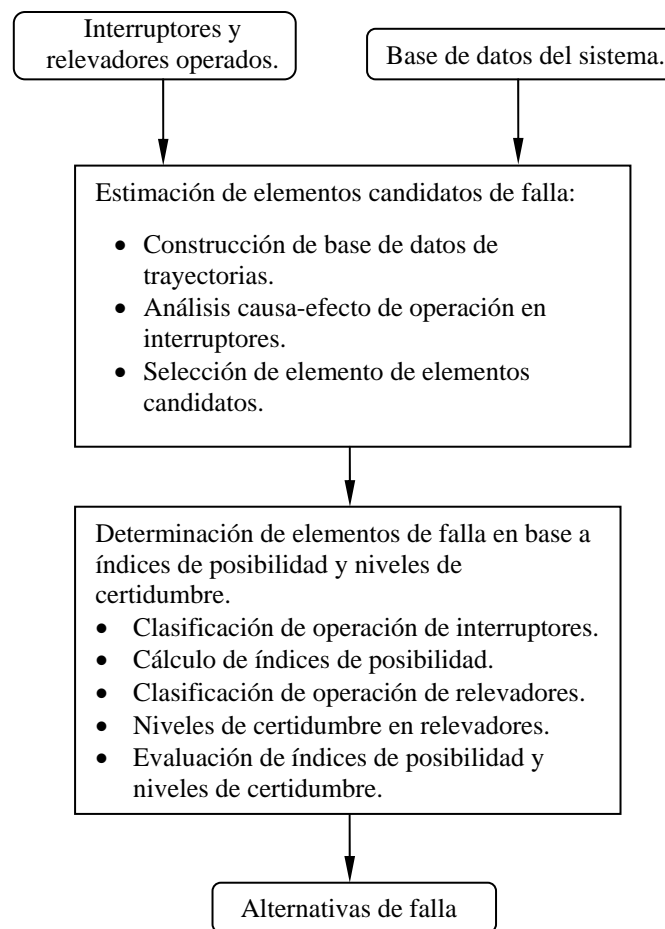 Interruptores y
relevadores operados.
Base de datos del sistema.
Estimación de elementos candidatos de falla:
• Construcción de base de datos de
trayectorias.
• Análisis causa-efecto de operación en
interruptores.
• Selección de elemento de elementos
candidatos.
Determinación de elementos de falla en base a
índices de posibilidad y niveles de
certidumbre.
• Clasificación de operación de interruptores.
• Cálculo de índices de posibilidad.
• Clasificación de operación de relevadores.
• Niveles de certidumbre en relevadores.
• Evaluación de índices de posibilidad y
niveles de certidumbre.
Alternativas de falla